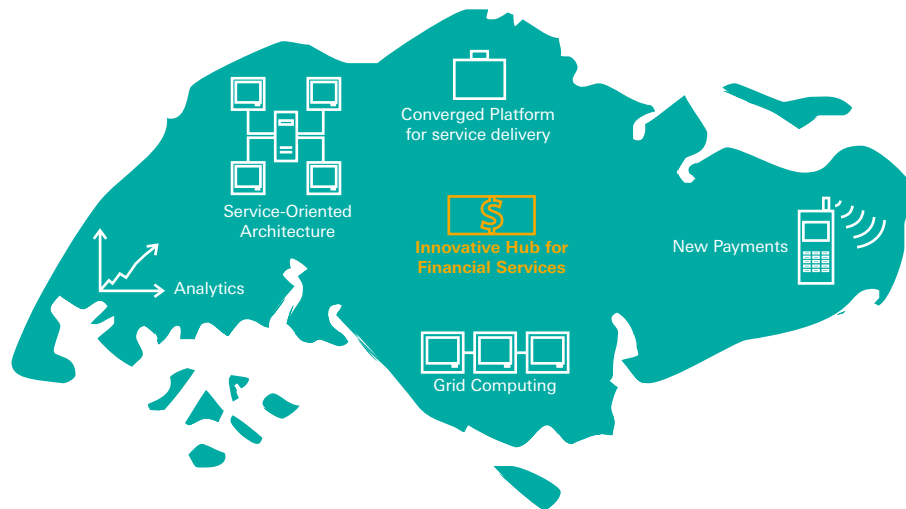 Converged Platform
for service delivery
Service-Oriented
Architecture
$
Innovative Hub for
Financial Services
New Payments
Analytics
Grid Computing